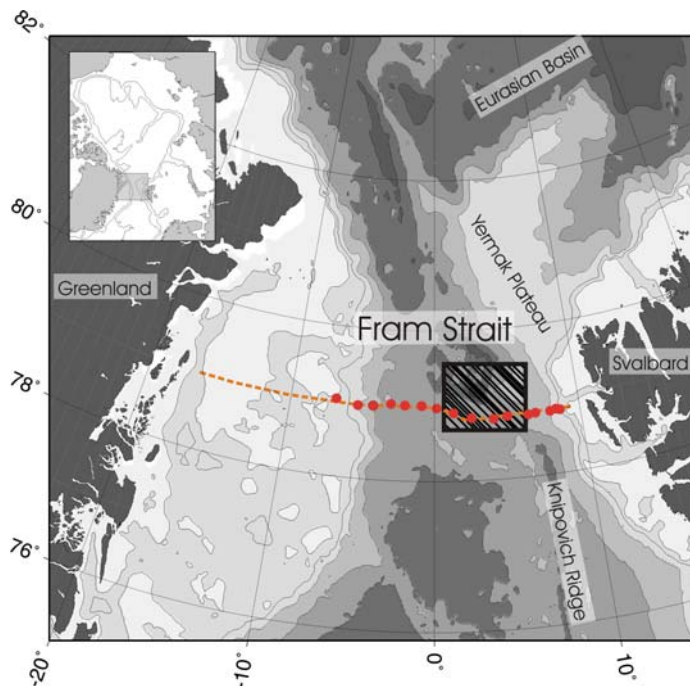 82°
Eurasian Basin
80°
Yermak Plateau
Greenland
Fram Strait
Svalbard
78°
Knipovich Ridge
76°
-20°
-10°
0°
10°